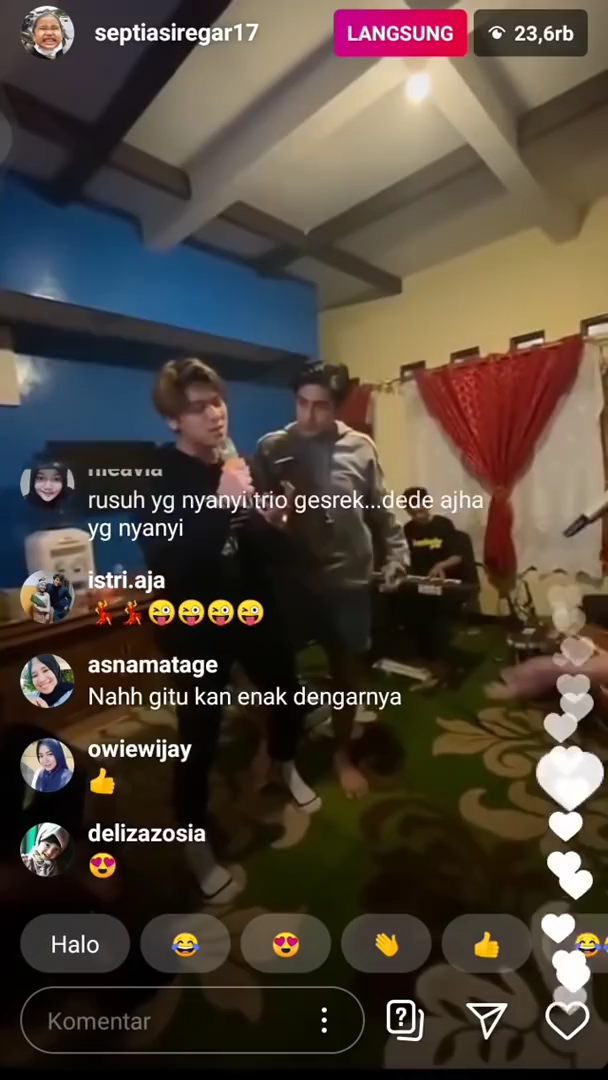 septiasiregar17
LANGSUNG
23,6rb
meavia
rusuh yg nyanyi trio gesrek...dede ajha
yg nyanyi
istri.aja
💃💃😜😜😜😜
asnamatage
Nahh gitu kan enak dengarnya
owiewijay
👍
delizazosia
😍
Halo 😂 😍 👋 👍 😂
Komentar